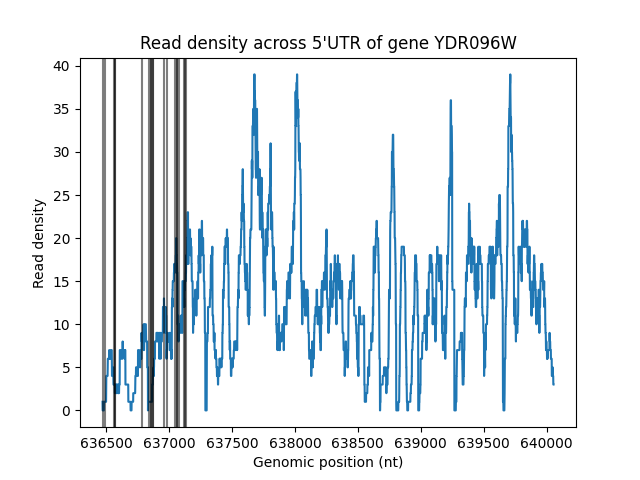 Read density across 5'UTR of gene YDR096W
40
35
30
25
20
15
10
5
0
Read density
636500 637000 637500 638000 638500 639000 639500 640000
Genomic position (nt)